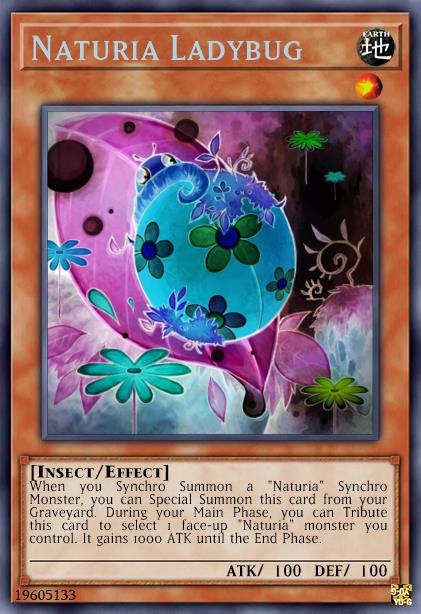 Naturia Ladybug
EARTH
地
[Insect/Effect]
When you Synchro Summon a "Naturia" Synchro
Monster, you can Special Summon this card from your
Graveyard. During your Main Phase, you can Tribute
this card to select 1 face-up "Naturia" monster you
control. It gains 1000 ATK until the End Phase.
ATK/ 100 DEF/ 100
19605133